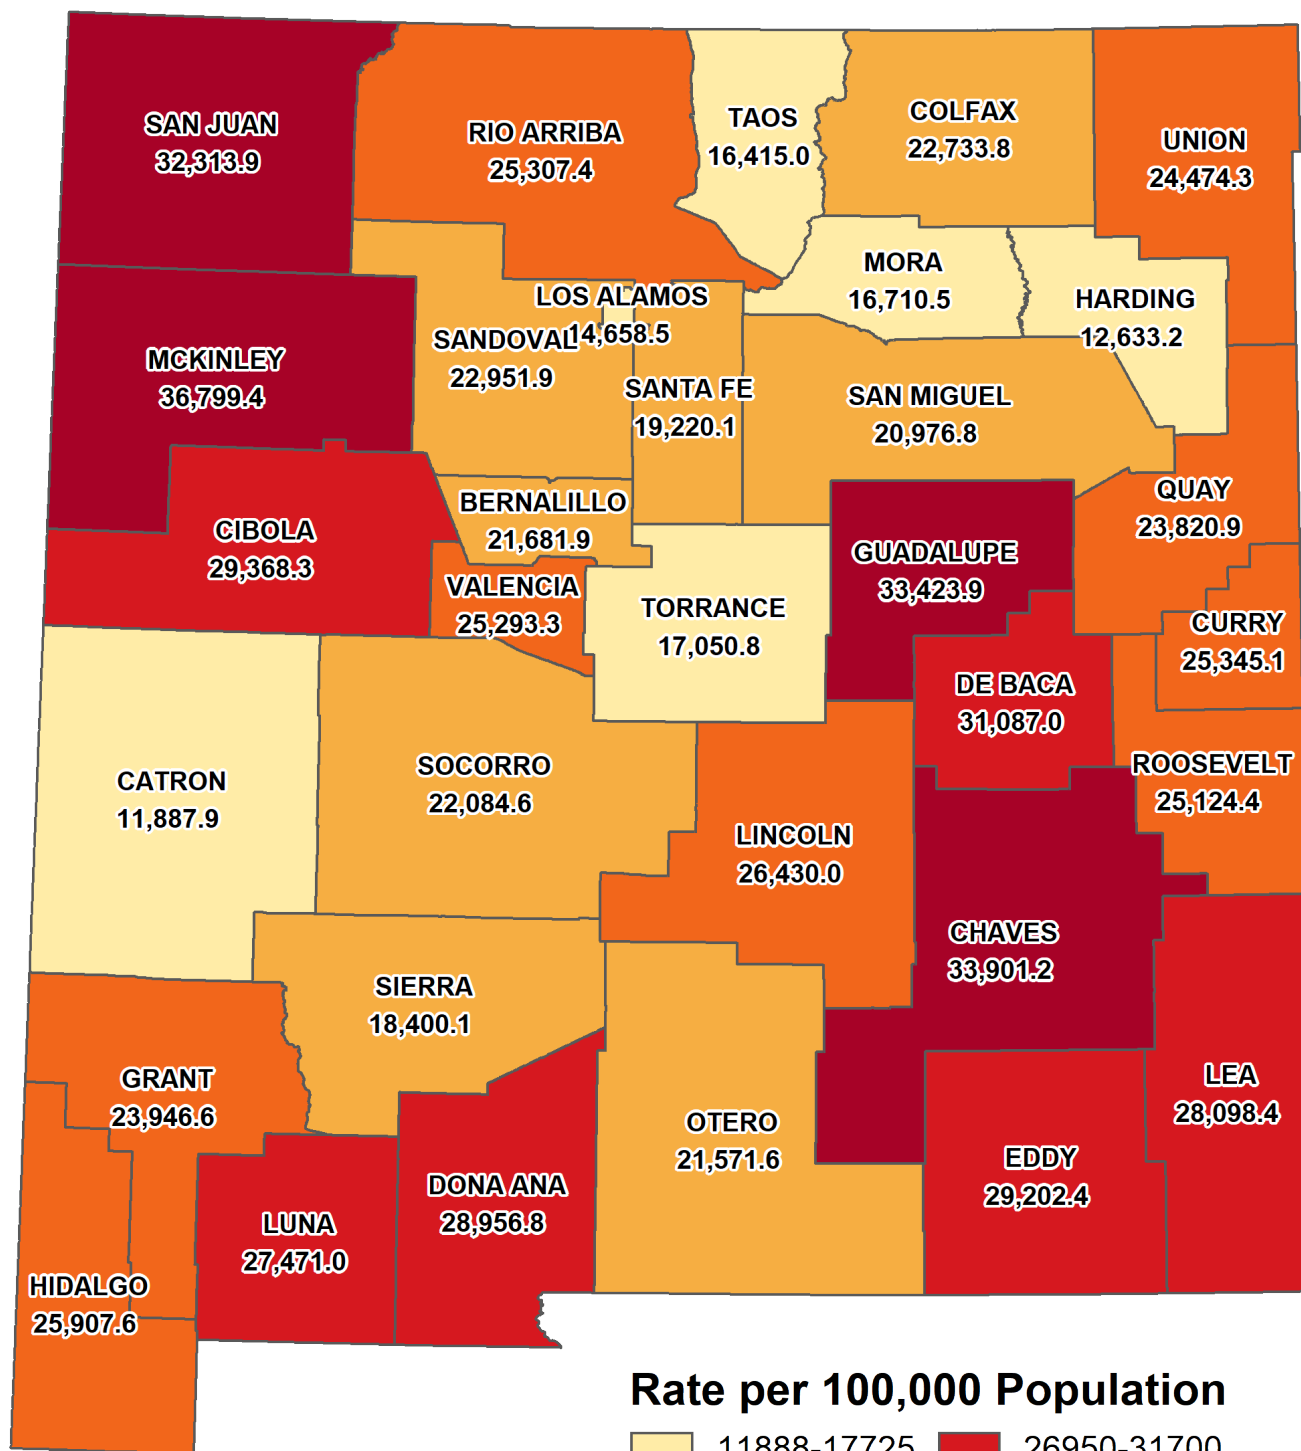 SAN JUAN
32,313.9
RIO ARRIBA
25,307.4
TAOS
16,415.0
COLFAX
22,733.8
UNION
24,474.3
MORA
16,710.5
HARDING
12,633.2
LOS ALAMOS
14,658.5
SANDOVAL
22,951.9
MCKINLEY
36,799.4
SANTA FE
19,220.1
SAN MIGUEL
20,976.8
QUAY
23,820.9
BERNALILLO
21,681.9
CIBOLA
29,368.3
GUADALUPE
33,423.9
VALENCIA
25,293.3
TORRANCE
17,050.8
CURRY
25,345.1
DE BACA
31,087.0
CATRON
11,887.9
SOCORRO
22,084.6
ROOSEVELT
25,124.4
LINCOLN
26,430.0
CHAVES
33,901.2
SIERRA
18,400.1
GRANT
23,946.6
LEA
28,098.4
OTERO
21,571.6
EDDY
29,202.4
DONA ANA
28,956.8
LUNA
27,471.0
HIDALGO
25,907.6
Rate per 100,000 Population
11888-17725
26950-31700